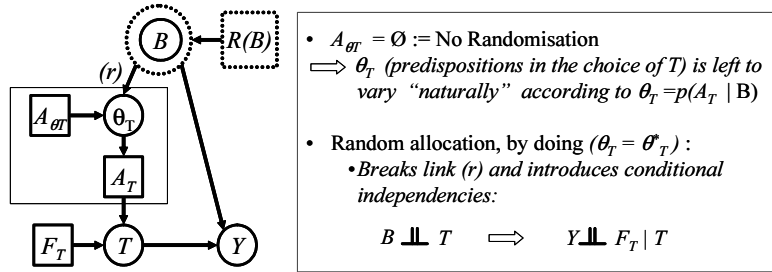 B
R(B)
(r)
A_θT
θ_T
A_T
F_T
T
Y
• A_θT = Ø := No Randomisation
⇨ θ_T (predispositions in the choice of T) is left to
vary “naturally” according to θ_T =p(A_T | B)
• Random allocation, by doing (θ_T = θ*_T) :
•Breaks link (r) and introduces conditional
independencies:
B ⊥⊥ T ⇨ Y ⊥⊥ F_T | T